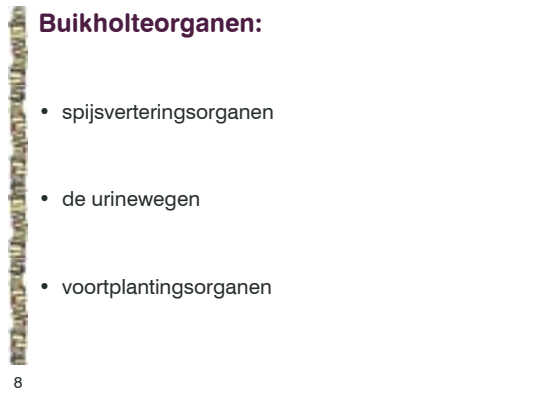 Buikholteorganen:
• spijsverteringsorganen
• de urinewegen
• voortplantingsorganen
8